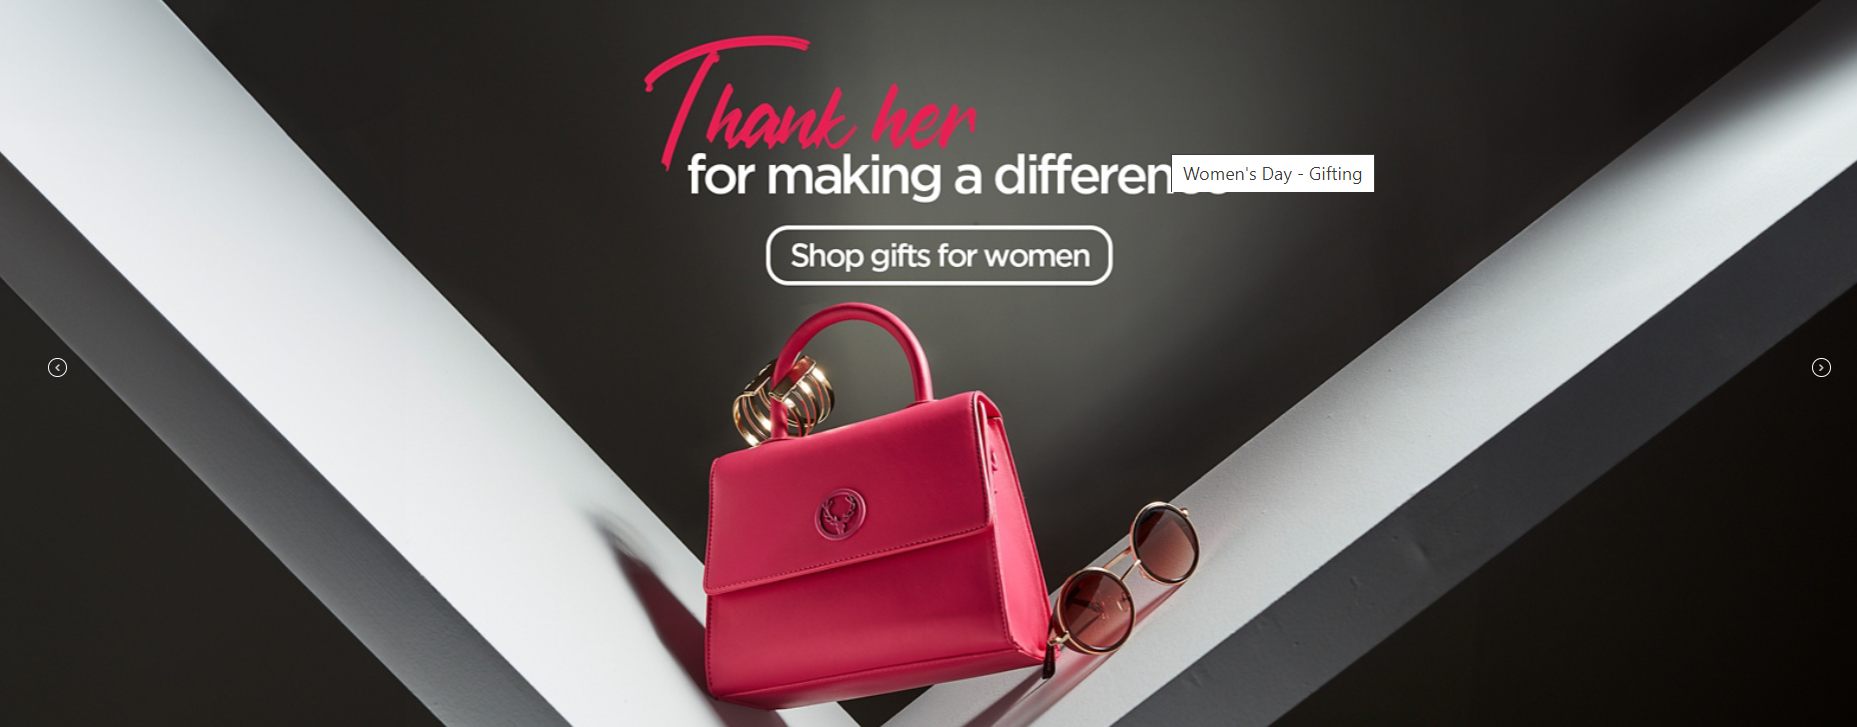 Thank her
for making a differen
Women's Day - Gifting
Shop gifts for women